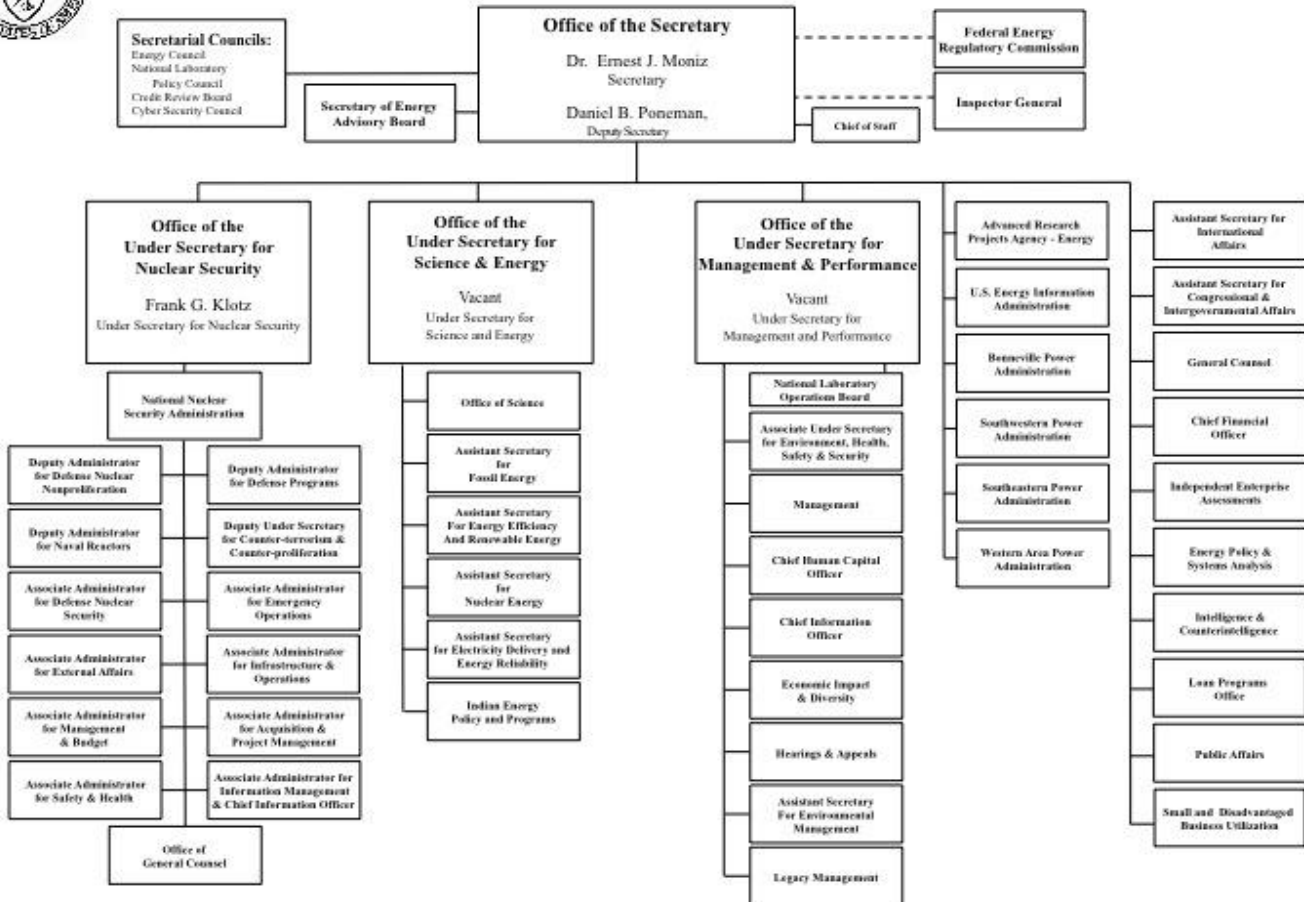 Office of the Secretary
Dr. Ernest J. Moniz
Secretary
Daniel B. Poneman,
Deputy Secretary
Secretarial Councils:
Energy Council
National Laboratory
Policy Council
Credit Review Board
Cyber Security Council
Secretary of Energy
Advisory Board
Chief of Staff
Federal Energy
Regulatory Commission
Inspector General
Office of the
Under Secretary for
Nuclear Security
Frank G. Klotz
Under Secretary for Nuclear Security
National Nuclear
Security Administration
Deputy Administrator
for Defense Nuclear
Nonproliferation
Deputy Administrator
for Defense Programs
Deputy Administrator
for Naval Reactors
Deputy Under Secretary
for Counter-terrorism &
Counter-proliferation
Associate Administrator
for Defense Nuclear
Security
Associate Administrator
for Emergency
Operations
Associate Administrator
for External Affairs
Associate Administrator
for Infrastructure &
Operations
Associate Administrator
for Management
& Budget
Associate Administrator
for Acquisition &
Project Management
Associate Administrator
for Safety & Health
Associate Administrator for
Information Management
& Chief Information Officer
Office of
General Counsel
Office of the
Under Secretary for
Science & Energy
Vacant
Under Secretary for
Science and Energy
Office of Science
Assistant Secretary
for
Fossil Energy
Assistant Secretary
For Energy Efficiency
And Renewable Energy
Assistant Secretary
for
Nuclear Energy
Assistant Secretary
for Electricity Delivery and
Energy Reliability
Indian Energy
Policy and Programs
Office of the
Under Secretary for
Management & Performance
Vacant
Under Secretary for
Management and Performance
National Laboratory
Operations Board
Associate Under Secretary
for Environment, Health,
Safety & Security
Management
Chief Human Capital
Officer
Chief Information
Officer
Economic Impact
& Diversity
Hearings & Appeals
Assistant Secretary
For Environmental
Management
Legacy Management
Advanced Research
Projects Agency - Energy
U.S. Energy Information
Administration
Bonneville Power
Administration
Southwestern Power
Administration
Southeastern Power
Administration
Western Area Power
Administration
Assistant Secretary for
International
Affairs
Assistant Secretary for
Congressional &
Intergovernmental Affairs
General Counsel
Chief Financial
Officer
Independent Enterprise
Assessments
Energy Policy &
Systems Analysis
Intelligence &
Counterintelligence
Loan Programs
Office
Public Affairs
Small and Disadvantaged
Business Utilization